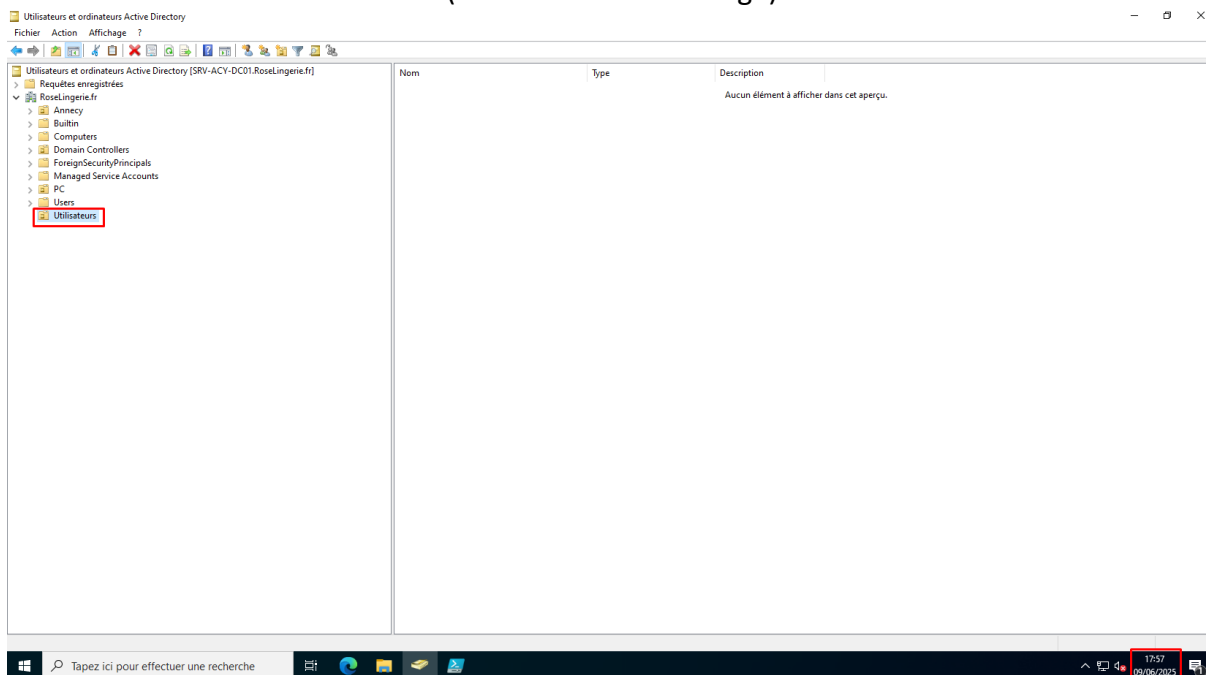 Utilisateurs et ordinateurs Active Directory
Fichier Action Affichage ?
Utilisateurs et ordinateurs Active Directory [SRV-ACY-DC01.RoseLingerie.fr]
Requêtes enregistrées
RoseLingerie.fr
Annecy
Builtin
Computers
Domain Controllers
ForeignSecurityPrincipals
Managed Service Accounts
PC
Users
Utilisateurs
Nom Type Description
Aucun élément à afficher dans cet aperçu.
Tapez ici pour effectuer une recherche
17:57
09/06/2025